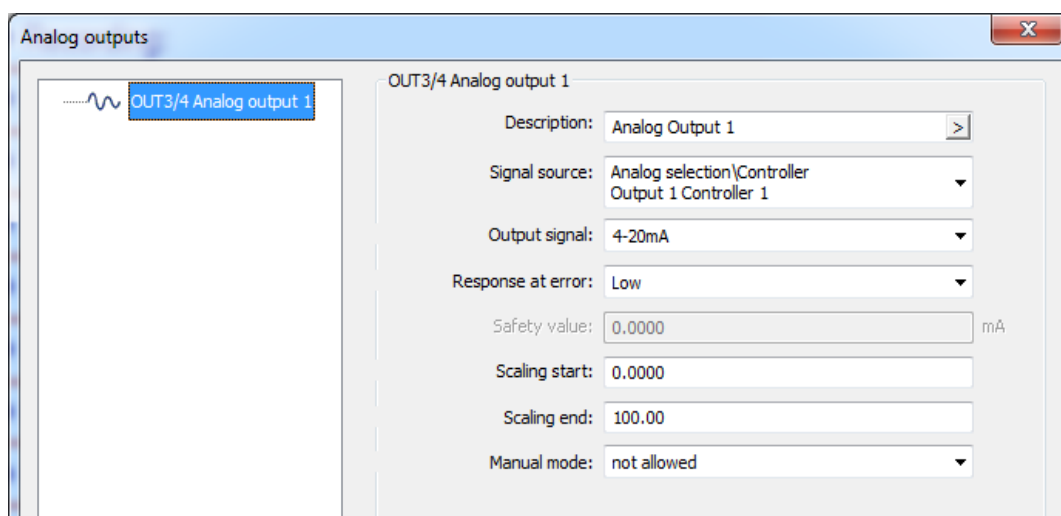 Analog outputs
x
OUT3/4 Analog output 1
OUT3/4 Analog output 1
Description: Analog Output 1 >
Signal source: Analog selection\Controller
Output 1 Controller 1
Output signal: 4-20mA
Response at error: Low
Safety value: 0.0000 mA
Scaling start: 0.0000
Scaling end: 100.00
Manual mode: not allowed